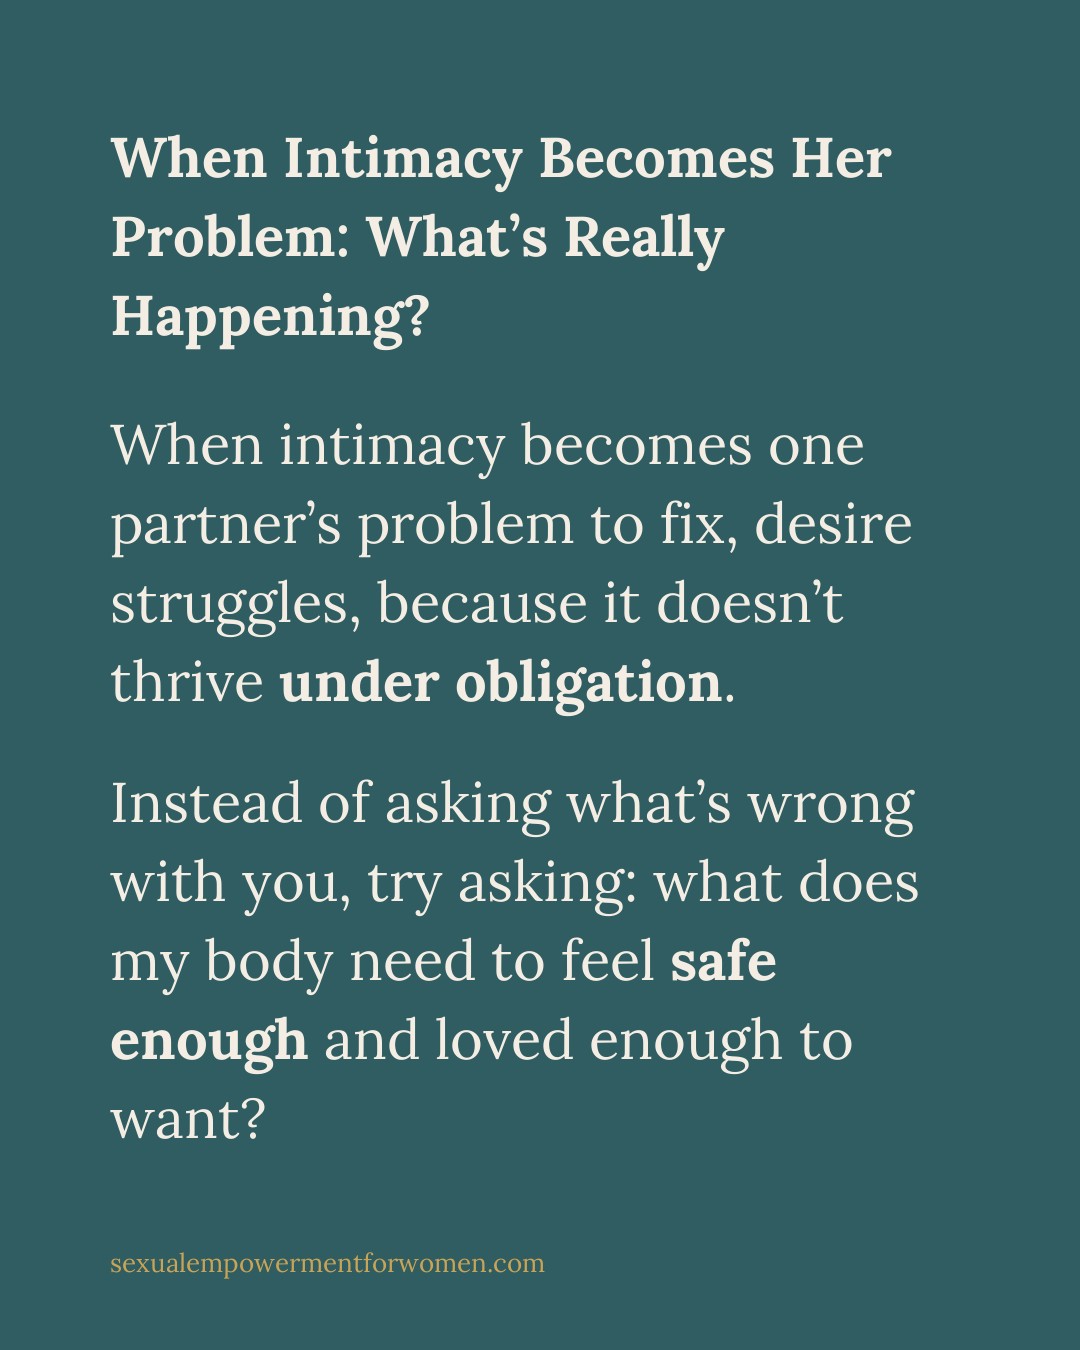 When Intimacy Becomes Her
Problem: What’s Really
Happening?
When intimacy becomes one
partner’s problem to fix, desire
struggles, because it doesn’t
thrive under obligation.
Instead of asking what’s wrong
with you, try asking: what does
my body need to feel safe
enough and loved enough to
want?
sexualempowermentforwomen.com